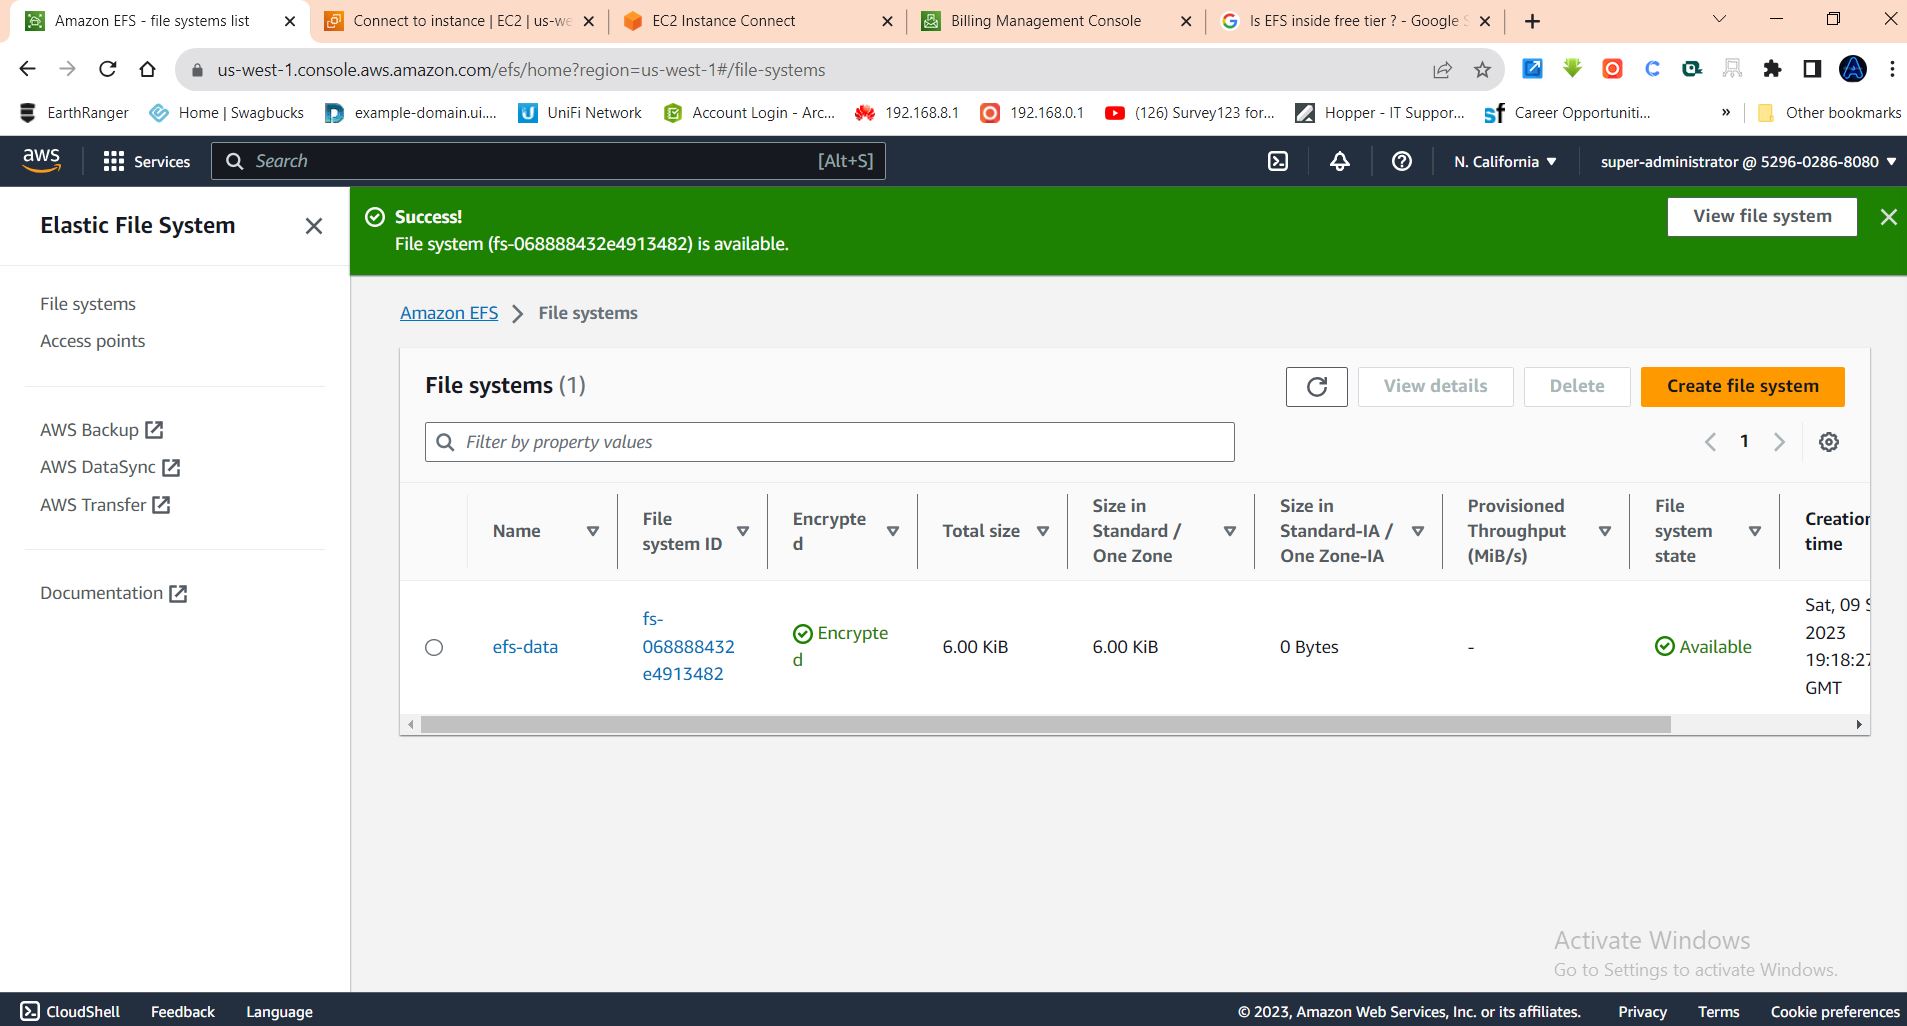 Amazon EFS - file systems list
Connect to instance | EC2 | us-we
EC2 Instance Connect
Billing Management Console
Is EFS inside free tier ? - Google S
us-west-1.console.aws.amazon.com/efs/home?region=us-west-1#/file-systems
EarthRanger
Home | Swagbucks
example-domain.ui....
UniFi Network
Account Login - Arc...
192.168.8.1
192.168.0.1
(126) Survey123 for...
Hopper - IT Suppor...
Career Opportuniti...
»
Other bookmarks
aws
Services
Search
[Alt+S]
N. California
super-administrator @ 5296-0286-8080
Elastic File System
File systems
Access points
AWS Backup
AWS DataSync
AWS Transfer
Documentation
Success!
File system (fs-068888432e4913482) is available.
View file system
Amazon EFS
File systems
File systems (1)
View details
Delete
Create file system
Filter by property values
1
Name
File
system ID
Encrypte
d
Total size
Size in
Standard /
One Zone
Size in
Standard-IA /
One Zone-IA
Provisioned
Throughput
(MiB/s)
File
system
state
Creation
time
efs-data
fs-
068888432
e4913482
Encrypte
d
6.00 KiB
6.00 KiB
0 Bytes
-
Available
Sat, 09 S
2023
19:18:27
GMT
Activate Windows
Go to Settings to activate Windows.
CloudShell
Feedback
Language
© 2023, Amazon Web Services, Inc. or its affiliates.
Privacy
Terms
Cookie preferences